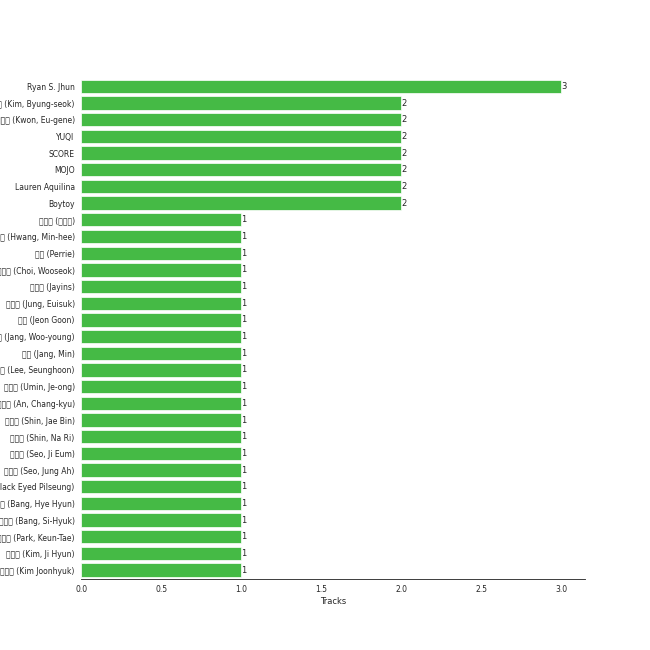 Ryan S. Jhun 3
(Kim, Byung-seok) 2
(Kwon, Eu-gene) 2
YUQI 2
SCORE 2
MOJO 2
Lauren Aquilina 2
Boytoy 2
1
(Hwang, Min-hee) 1
(Perrie) 1
(Choi, Wooseok) 1
(Jayins) 1
(Jung, Euisuk) 1
(Jeon Goon) 1
(Jang, Woo-young) 1
(Jang, Min) 1
(Lee, Seunghoon) 1
(Umin, Je-ong) 1
(An, Chang-kyu) 1
(Shin, Jae Bin) 1
(Shin, Na Ri) 1
(Seo, Ji Eum) 1
(Seo, Jung Ah) 1
lack Eyed Pilseung) 1
(Bang, Hye Hyun) 1
(Bang, Si-Hyuk) 1
(Park, Keun-Tae) 1
(Kim, Ji Hyun) 1
(Kim Joonhyuk) 1
0.0 0.5 1.0 1.5 2.0 2.5 3.0
Tracks